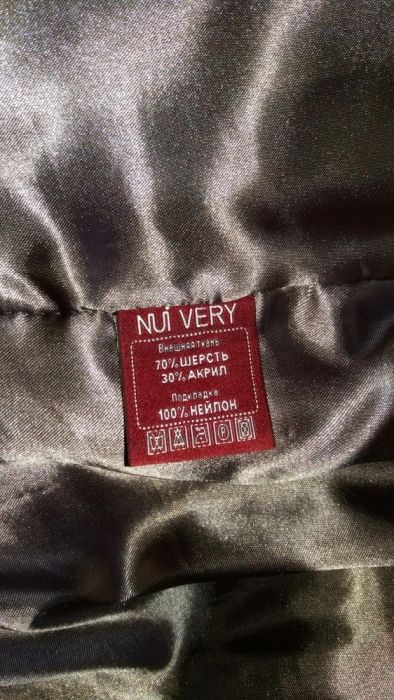 NUI VERY
Внешняя ткань
70% ШЕРСТЬ
30% АКРИЛ
Подкладка
100% НЕЙЛОН